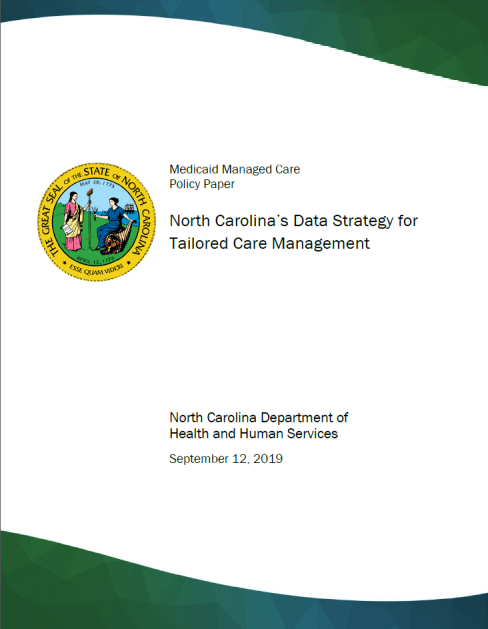 Medicaid Managed Care
Policy Paper
THE GREAT SEAL OF THE STATE OF NORTH CAROLINA
MAY 20, 1775
APRIL 12, 1776
ESSE QUAM VIDERI
North Carolina's Data Strategy for
Tailored Care Management
North Carolina Department of
Health and Human Services
September 12, 2019